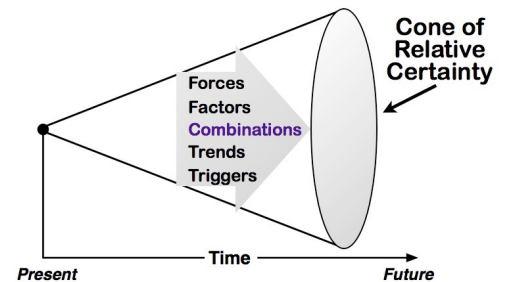 Cone of
Relative
Certainty
Forces
Factors
Combinations
Trends
Triggers
Time
Present
Future